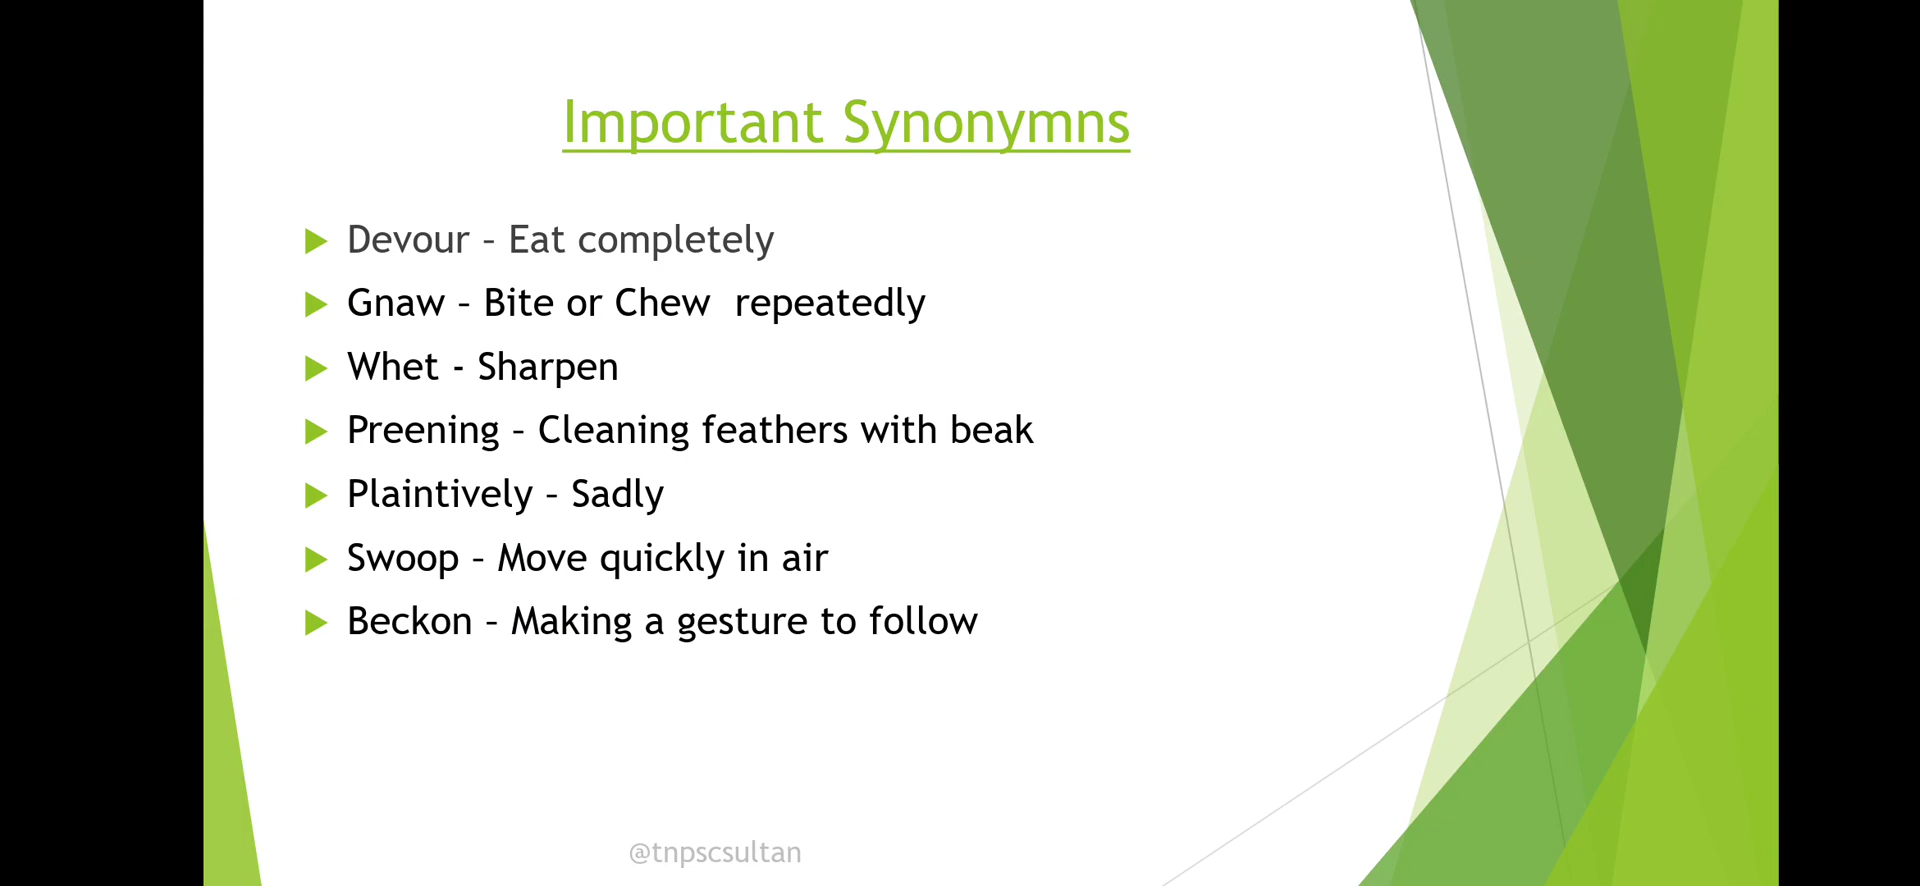 Important Synonymns
Devour – Eat completely
Gnaw – Bite or Chew  repeatedly
Whet - Sharpen
Preening – Cleaning feathers with beak
Plaintively – Sadly
Swoop – Move quickly in air
Beckon – Making a gesture to follow
@tnpscsultan